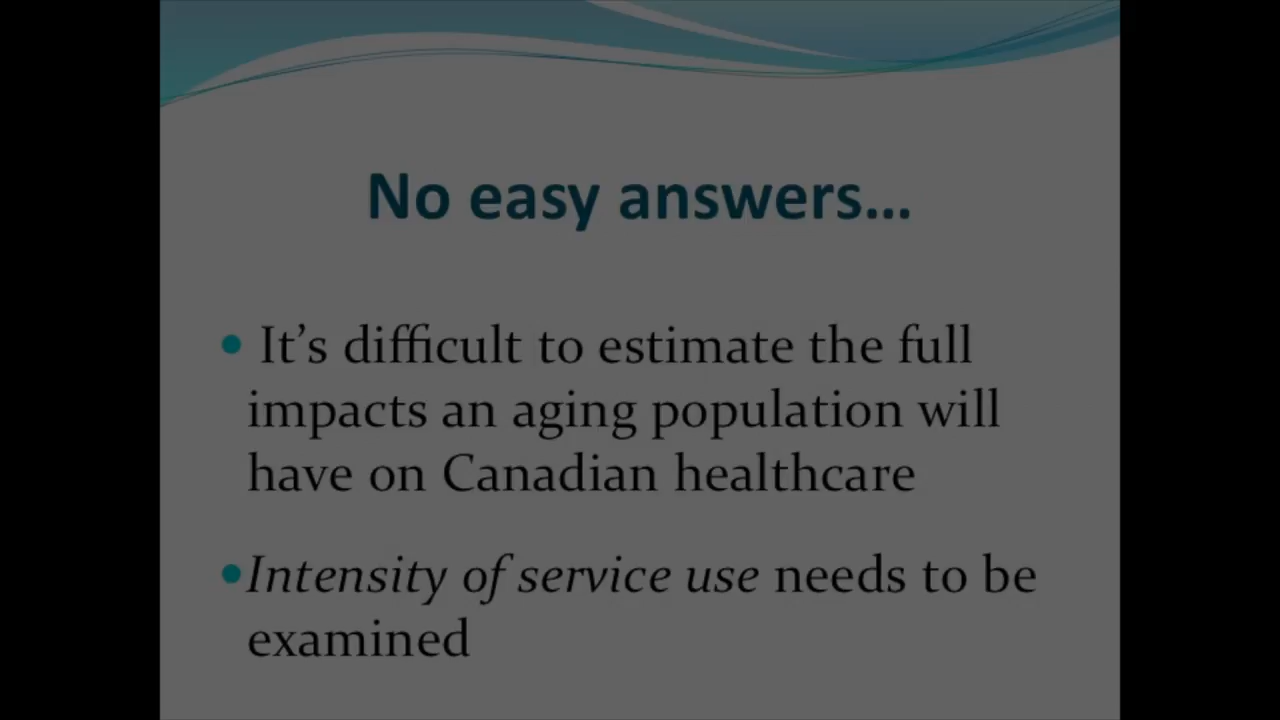 No easy answers...
• It’s difficult to estimate the full
impacts an aging population will
have on Canadian healthcare
•Intensity of service use needs to be
examined